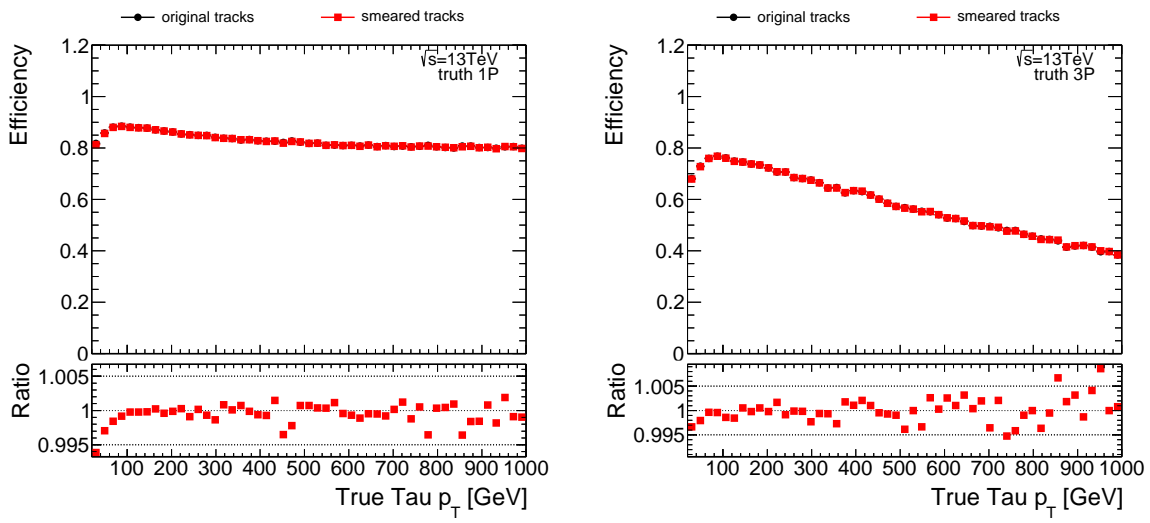 original tracks smeared tracks
Efficiency
1.2
1
0.8
0.6
0.4
0.2
0
√s=13TeV
truth 1P
Ratio
1.005
1
0.995
100 200 300 400 500 600 700 800 900 1000
True Tau p_T [GeV]
original tracks smeared tracks
Efficiency
1.2
1
0.8
0.6
0.4
0.2
0
√s=13TeV
truth 3P
Ratio
1.005
1
0.995
100 200 300 400 500 600 700 800 900 1000
True Tau p_T [GeV]